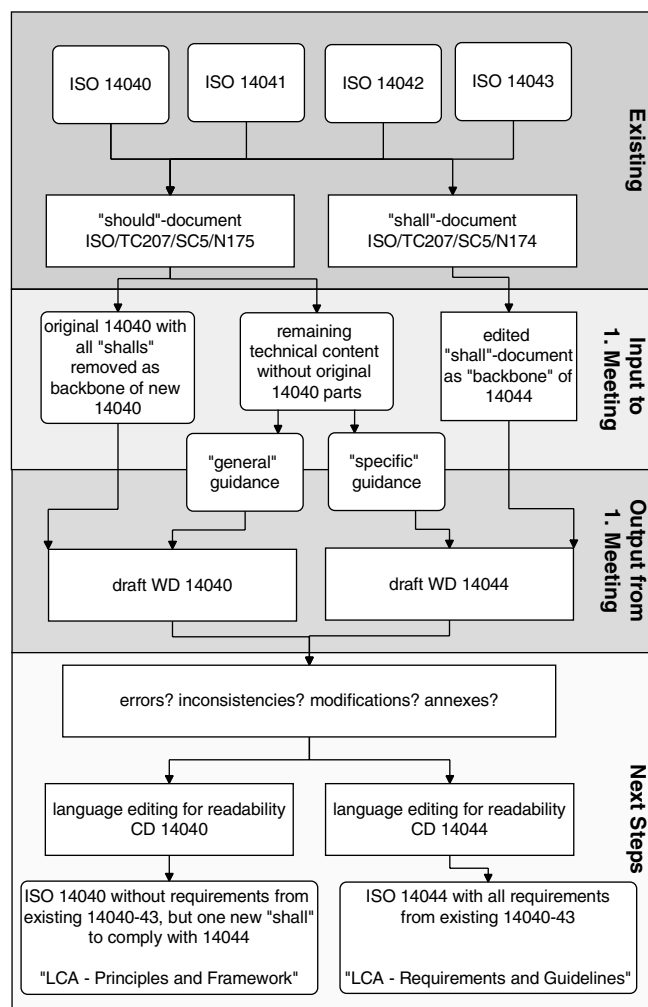 ISO 14040
ISO 14041
ISO 14042
ISO 14043
Existing
"should"-document
ISO/TC207/SC5/N175
"shall"-document
ISO/TC207/SC5/N174
original 14040 with
all "shalls"
removed as
backbone of new
14040
remaining
technical content
without original
14040 parts
edited
"shall"-document
as "backbone" of
14044
Input to
1. Meeting
"general"
guidance
"specific"
guidance
Output from
1. Meeting
draft WD 14040
draft WD 14044
errors? inconsistencies? modifications? annexes?
Next Steps
language editing for readability
CD 14040
language editing for readability
CD 14044
ISO 14040 without requirements from
existing 14040-43, but one new "shall"
to comply with 14044
"LCA - Principles and Framework"
ISO 14044 with all requirements
from existing 14040-43
"LCA - Requirements and Guidelines"